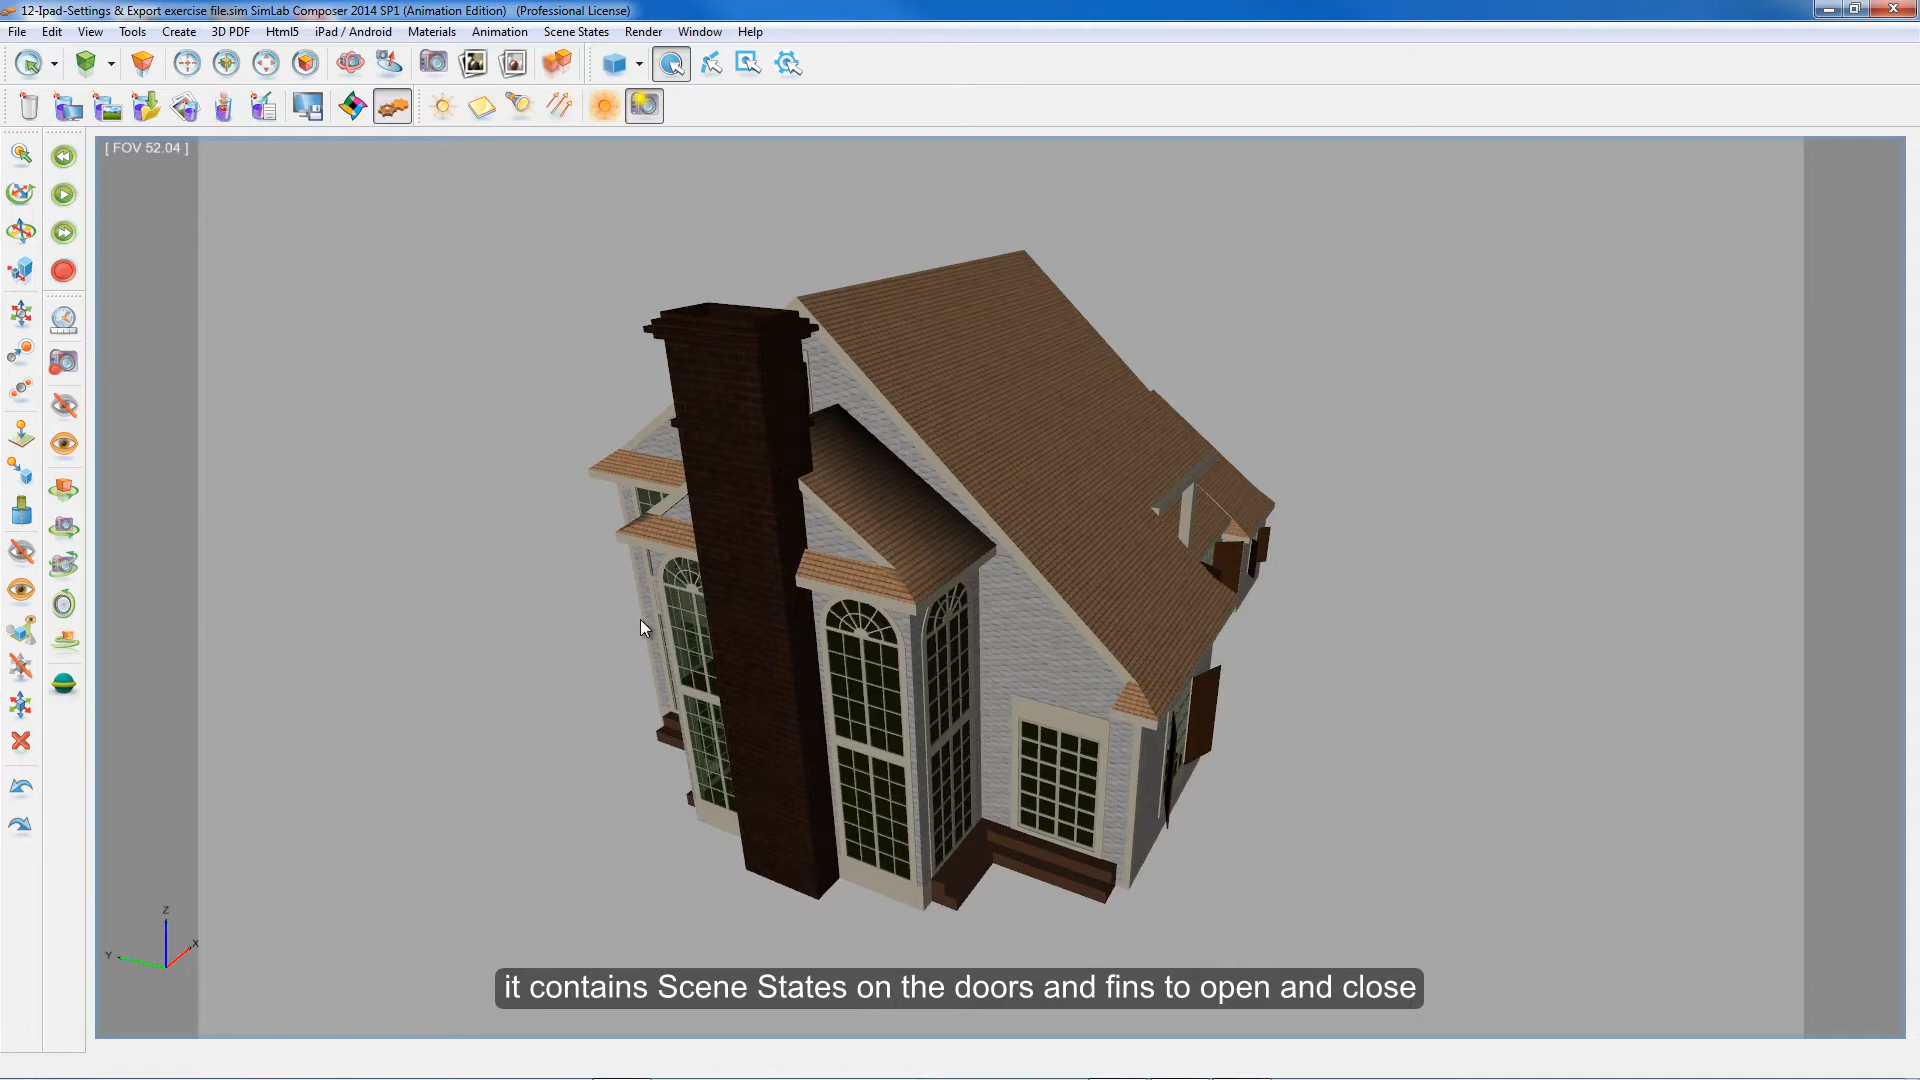 12-Ipad-Settings & Export exercise file.sim SimLab Composer 2014 SP1 (Animation Edition)   (Professional License)
File Edit View Tools Create 3D PDF Html5 iPad / Android Materials Animation Scene States Render Window Help
[ FOV 52.04 ]
Z
Y
X
it contains Scene States on the doors and fins to open and close